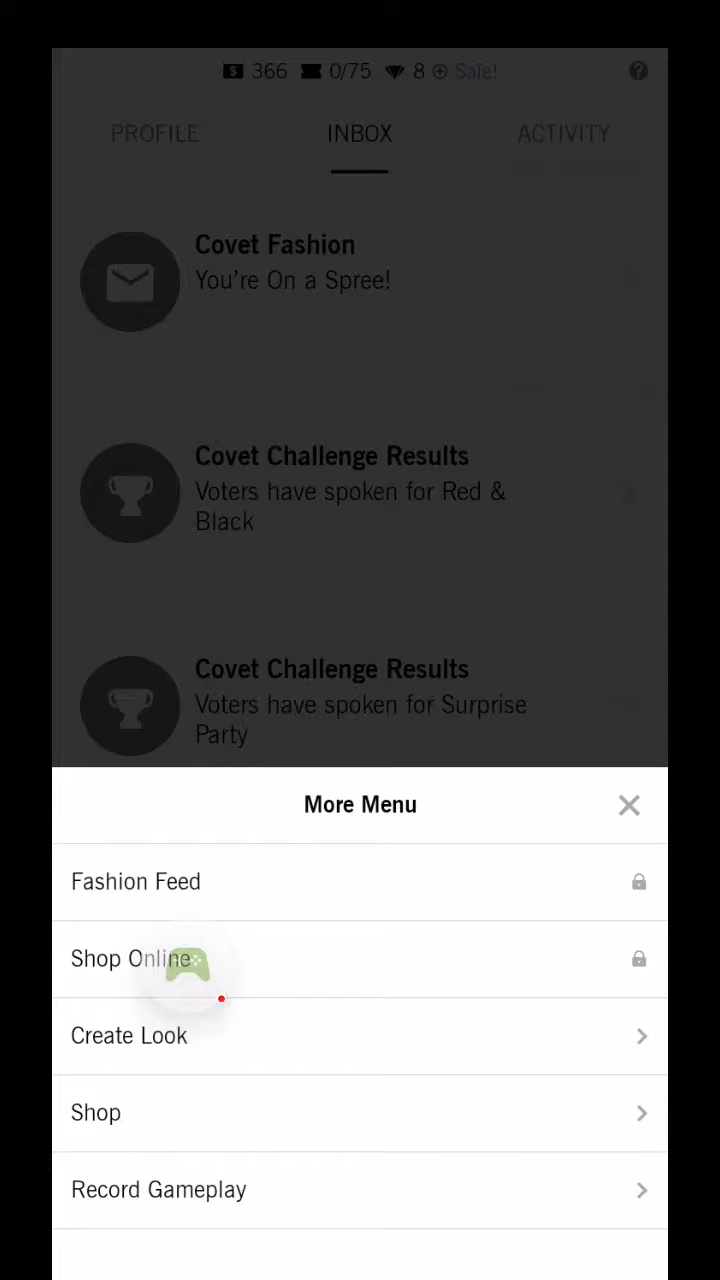 366 0/75 8 Sale! ?
PROFILE INBOX ACTIVITY
Covet Fashion
You're On a Spree!
Covet Challenge Results
Voters have spoken for Red &
Black
Covet Challenge Results
Voters have spoken for Surprise
Party
More Menu
Fashion Feed
Shop Online
Create Look
Shop
Record Gameplay